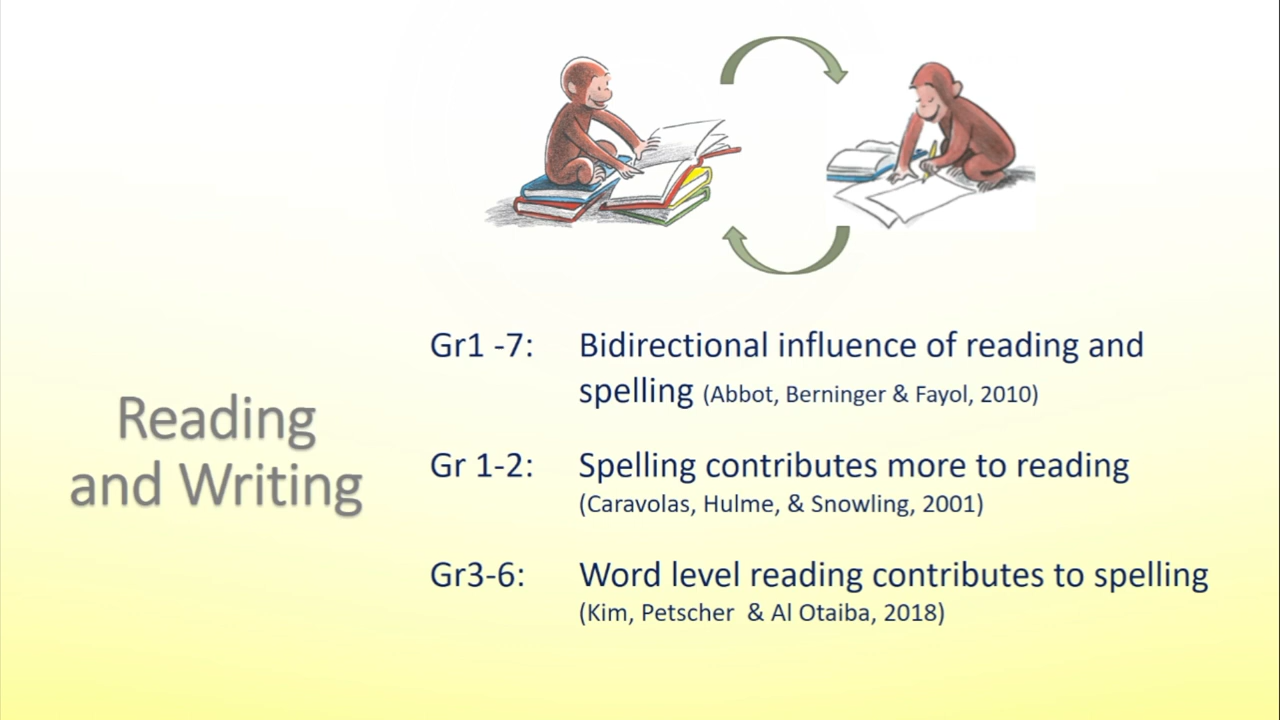 Reading
and Writing
Gr1 -7: Bidirectional influence of reading and
spelling (Abbot, Berninger & Fayol, 2010)
Gr 1-2: Spelling contributes more to reading
(Caravolas, Hulme, & Snowling, 2001)
Gr3-6: Word level reading contributes to spelling
(Kim, Petscher & Al Otaiba, 2018)